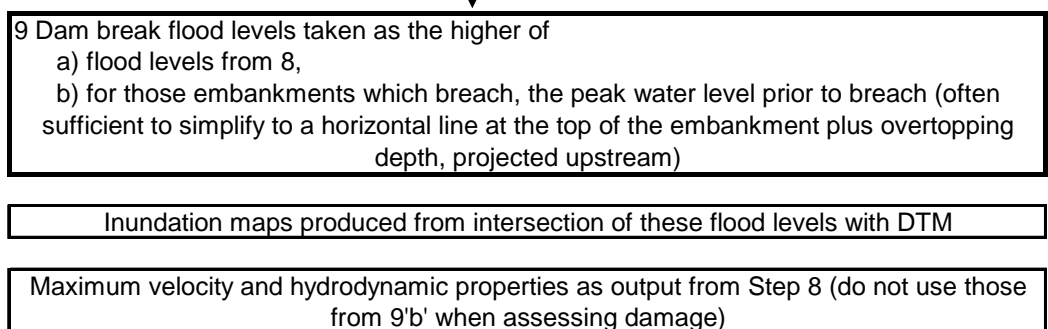 9 Dam break flood levels taken as the higher of
a) flood levels from 8,
b) for those embankments which breach, the peak water level prior to breach (often
sufficient to simplify to a horizontal line at the top of the embankment plus overtopping
depth, projected upstream)
Inundation maps produced from intersection of these flood levels with DTM
Maximum velocity and hydrodynamic properties as output from Step 8 (do not use those
from 9'b' when assessing damage)